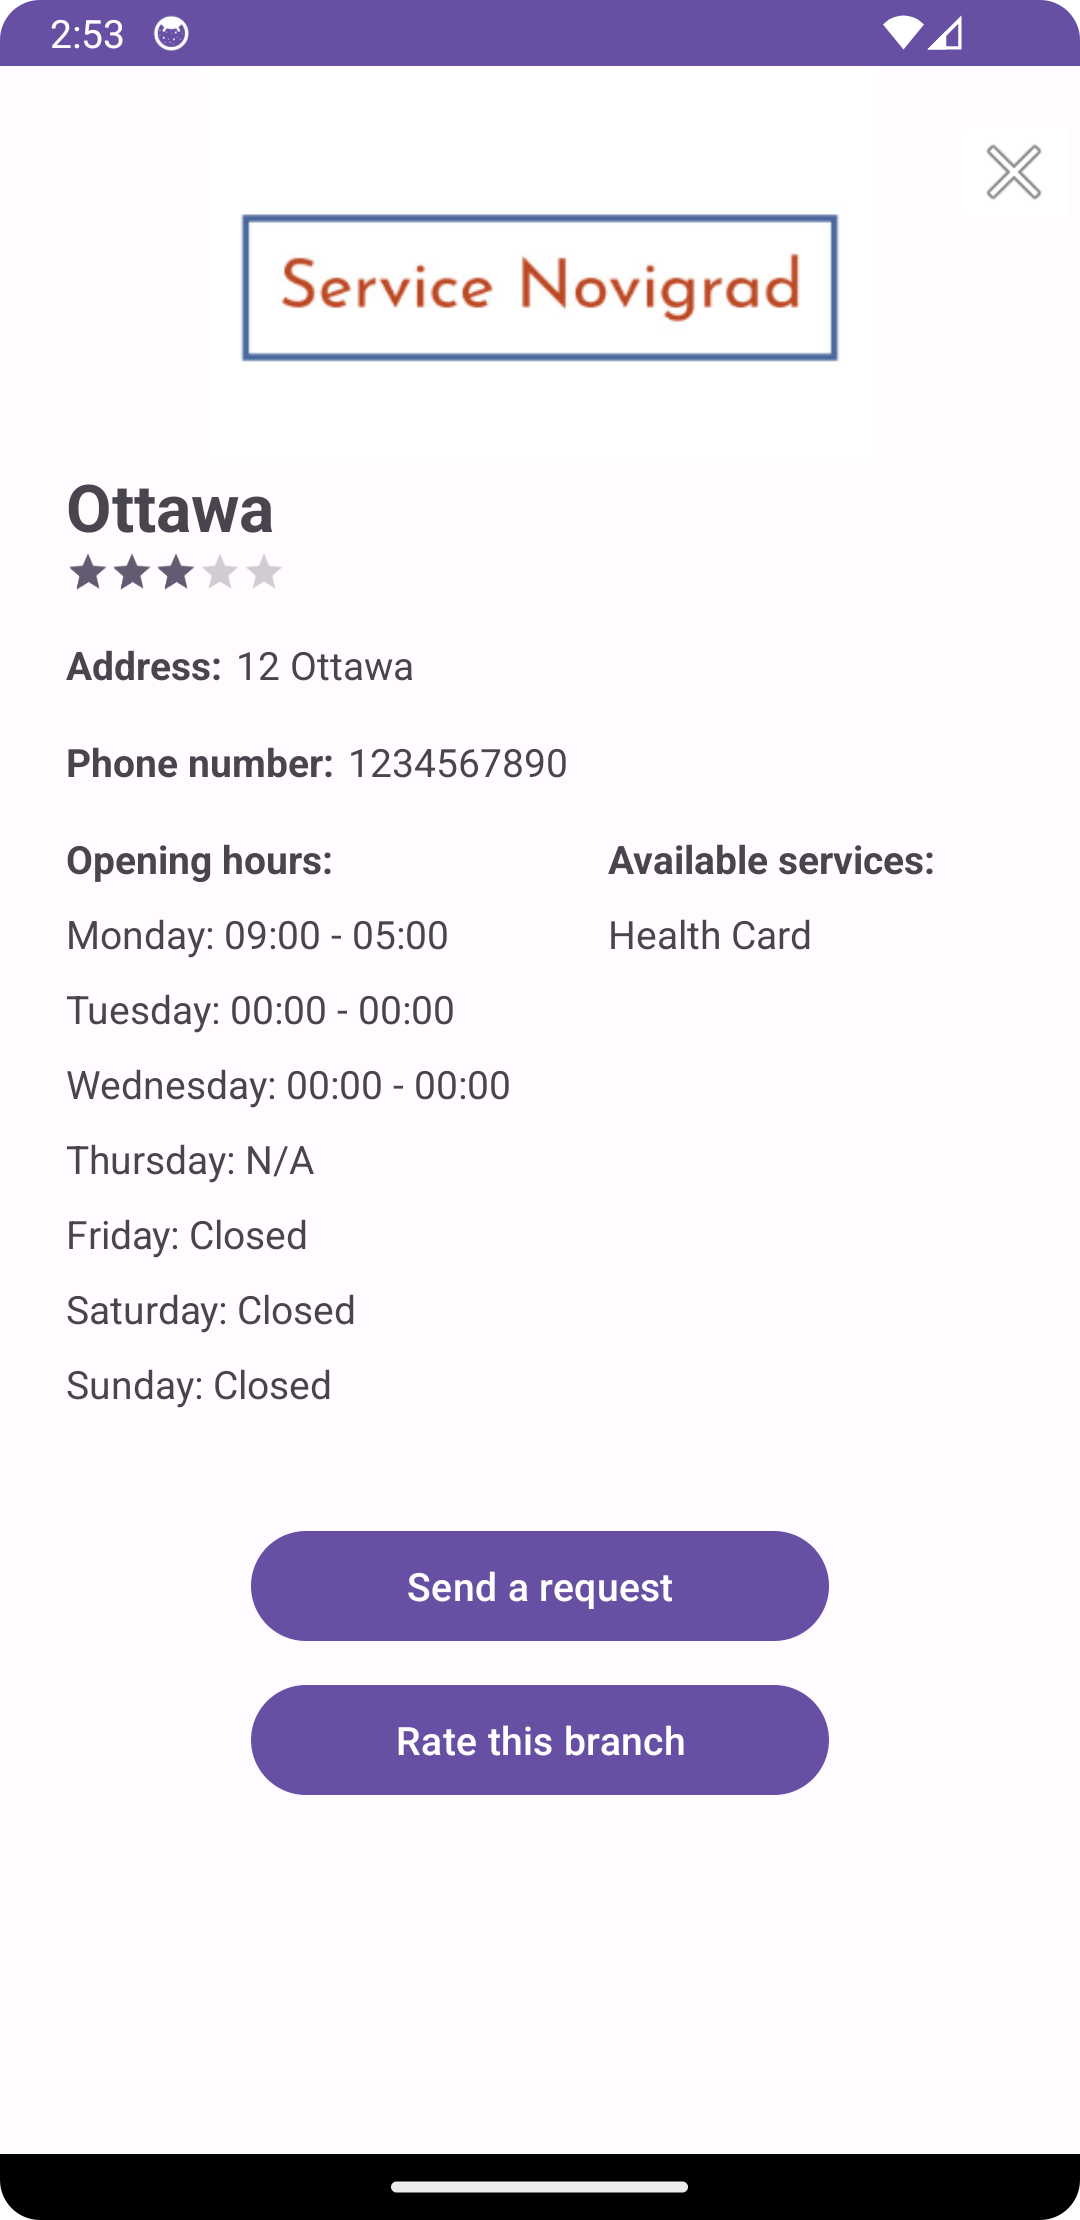 2:53
Service Novigrad
Ottawa
Address: 12 Ottawa
Phone number: 1234567890
Opening hours:
Monday: 09:00 - 05:00
Tuesday: 00:00 - 00:00
Wednesday: 00:00 - 00:00
Thursday: N/A
Friday: Closed
Saturday: Closed
Sunday: Closed
Available services:
Health Card
Send a request
Rate this branch